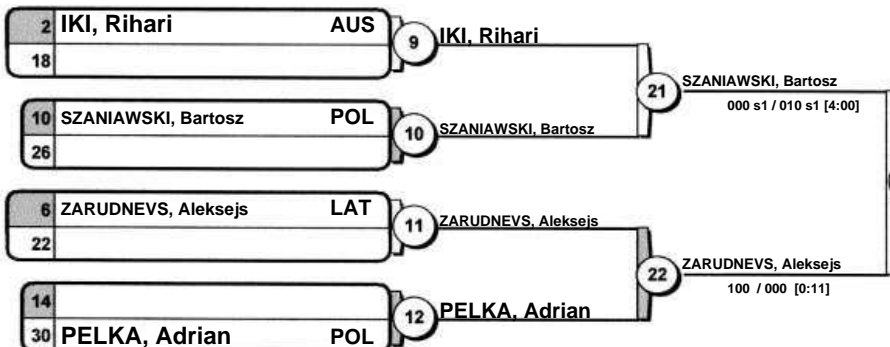 2 IKI, Rihari AUS
18
9 IKI, Rihari
10 SZANIAWSKI, Bartosz POL
26
10 SZANIAWSKI, Bartosz
21 SZANIAWSKI, Bartosz
000 s1 / 010 s1 [4:00]
6 ZARUDNEVS, Aleksejs LAT
22
11 ZARUDNEVS, Aleksejs
14
30 PELKA, Adrian POL
12 PELKA, Adrian
22 ZARUDNEVS, Aleksejs
100 / 000 [0:11]